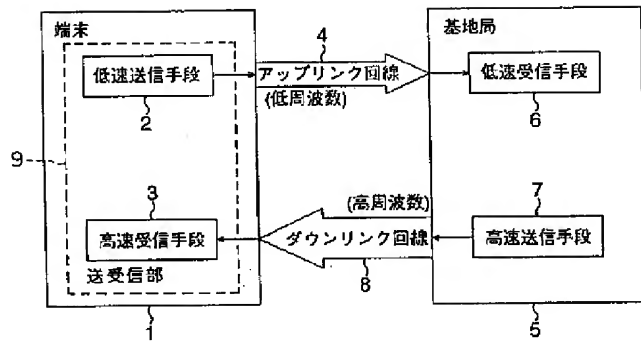 端末
基地局
4
低速送信手段
アップリンク回線
低速受信手段
2
(低周波数)
6
9
3
(高周波数)
7
高速受信手段
ダウンリンク回線
高速送信手段
送受信部
8
1
5